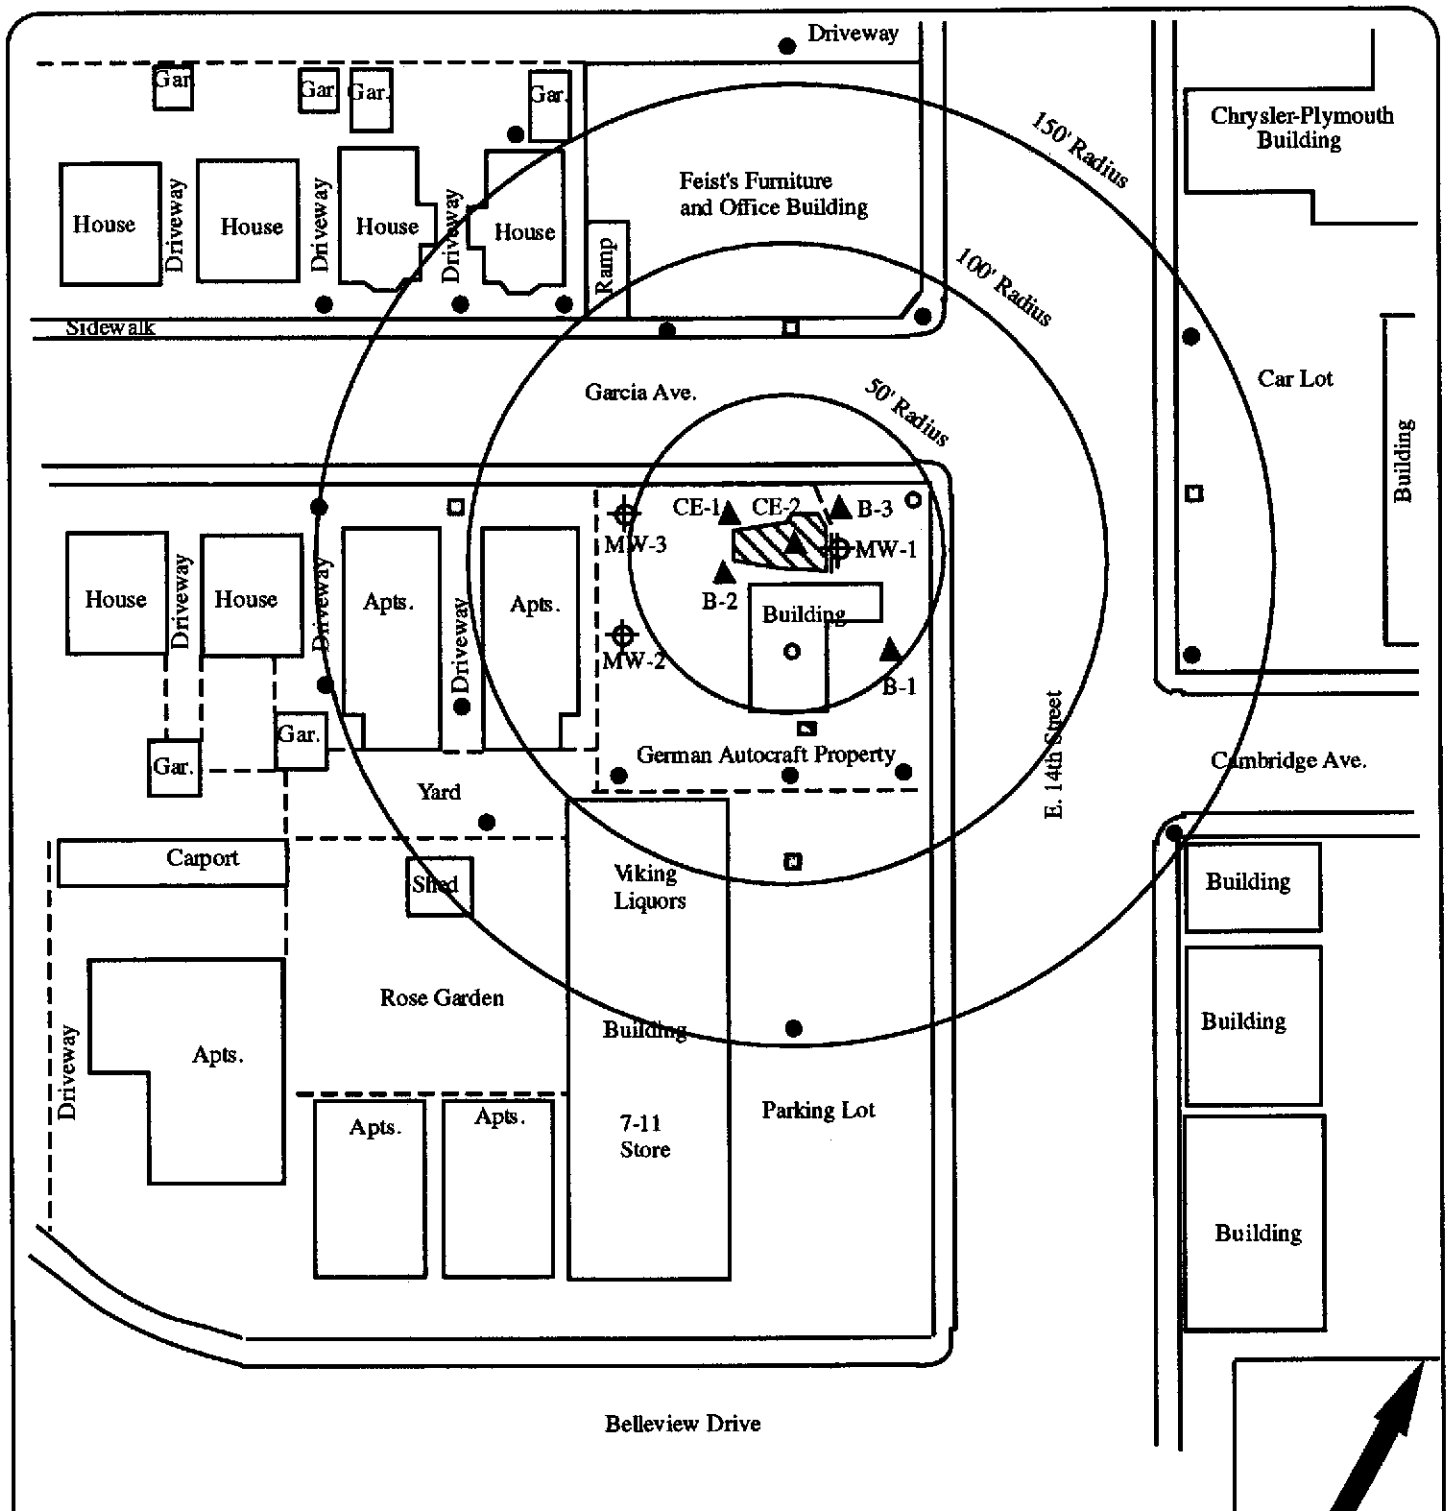 Driveway
Gar
Gar
Gar.
Gar.
Chrysler-Plymouth
Building
150' Radius
Feist's Furniture
and Office Building
House
Driveway
House
Driveway
House
Driveway
House
Ramp
100' Radius
Sidewalk
Garcia Ave.
50' Radius
Car Lot
Building
CE-1
CE-2
B-3
MW-3
MW-1
House
Driveway
House
Driveway
Apts.
Driveway
Apts.
B-2
Building
MW-2
B-1
Gar.
Gar.
German Autocraft Property
E. 14th Street
Cambridge Ave.
Yard
Carport
Shed
Viking
Liquors
Building
Rose Garden
Building
Building
Driveway
Apts.
Apts.
Apts.
7-11
Store
Parking Lot
Building
Belleview Drive